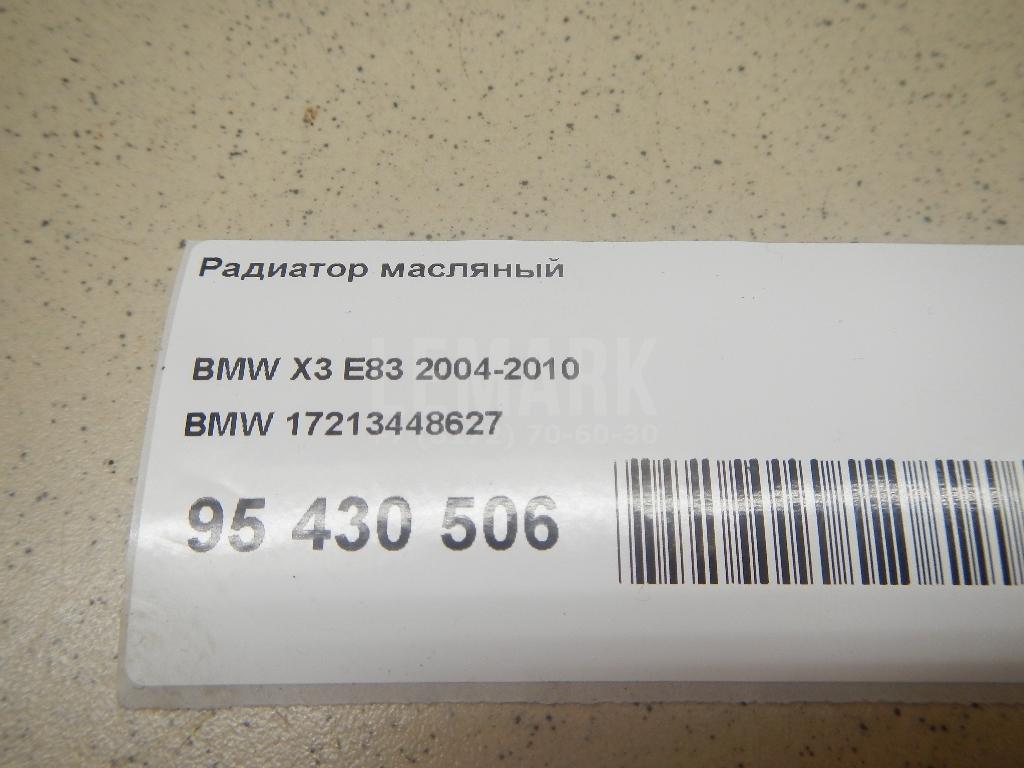 Радиатор масляный
BMW X3 E83 2004-2010
LEMARK
BMW 17213448627
70-60-30
95 430 506